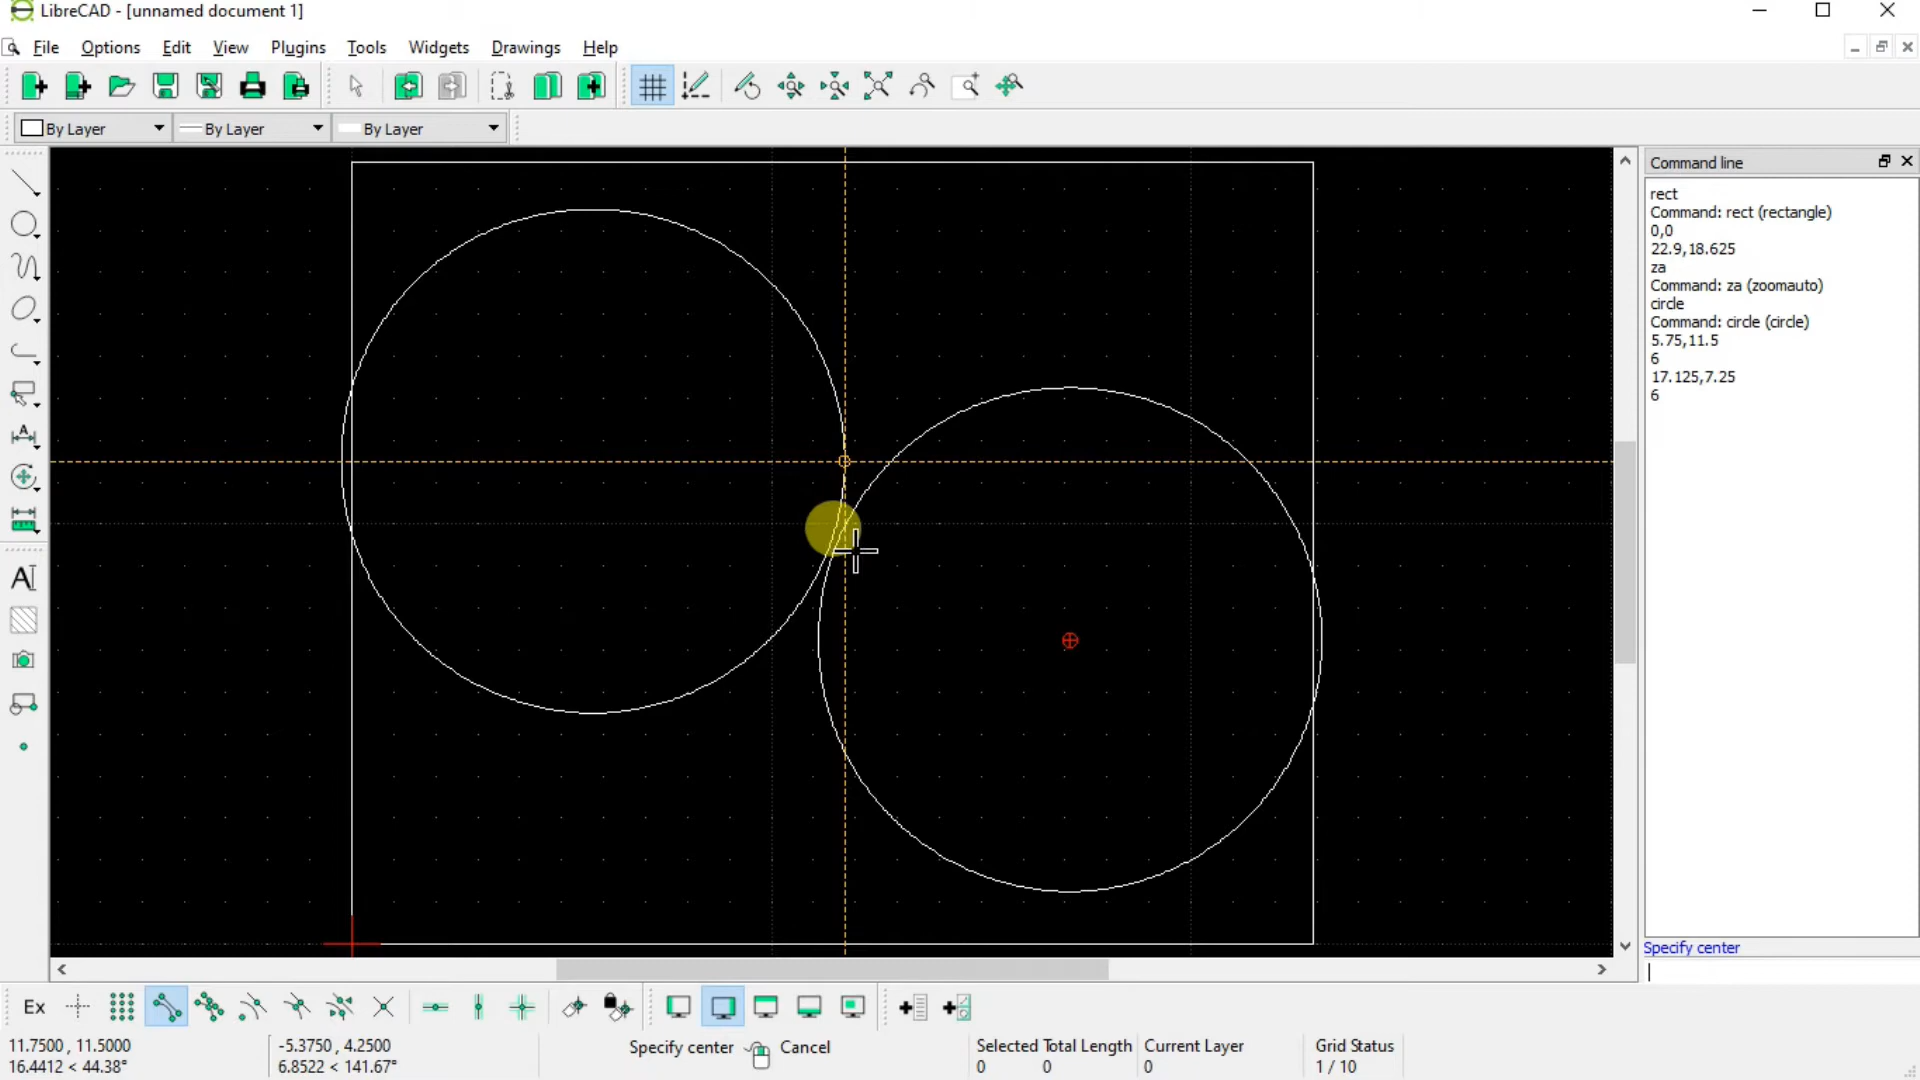 LibreCAD - [unnamed document 1]
File Options Edit View Plugins Tools Widgets Drawings Help
By Layer By Layer By Layer
Command line
rect
Command: rect (rectangle)
0,0
22.9,18.625
za
Command: za (zoomauto)
circle
Command: circle (circle)
5.75,11.5
6
17.125,7.25
6
Specify center
Ex
11.7500 , 11.5000
16.4412 < 44.38°
-5.3750 , 4.2500
6.8522 < 141.67°
Specify center Cancel
Selected Total Length
0 0
Current Layer
0
Grid Status
1 / 10